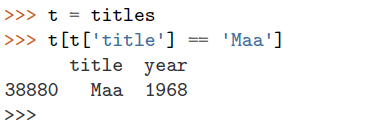 >>> t = titles
>>> t[t['title'] == 'Maa']
title year
38880 Maa 1968
>>>